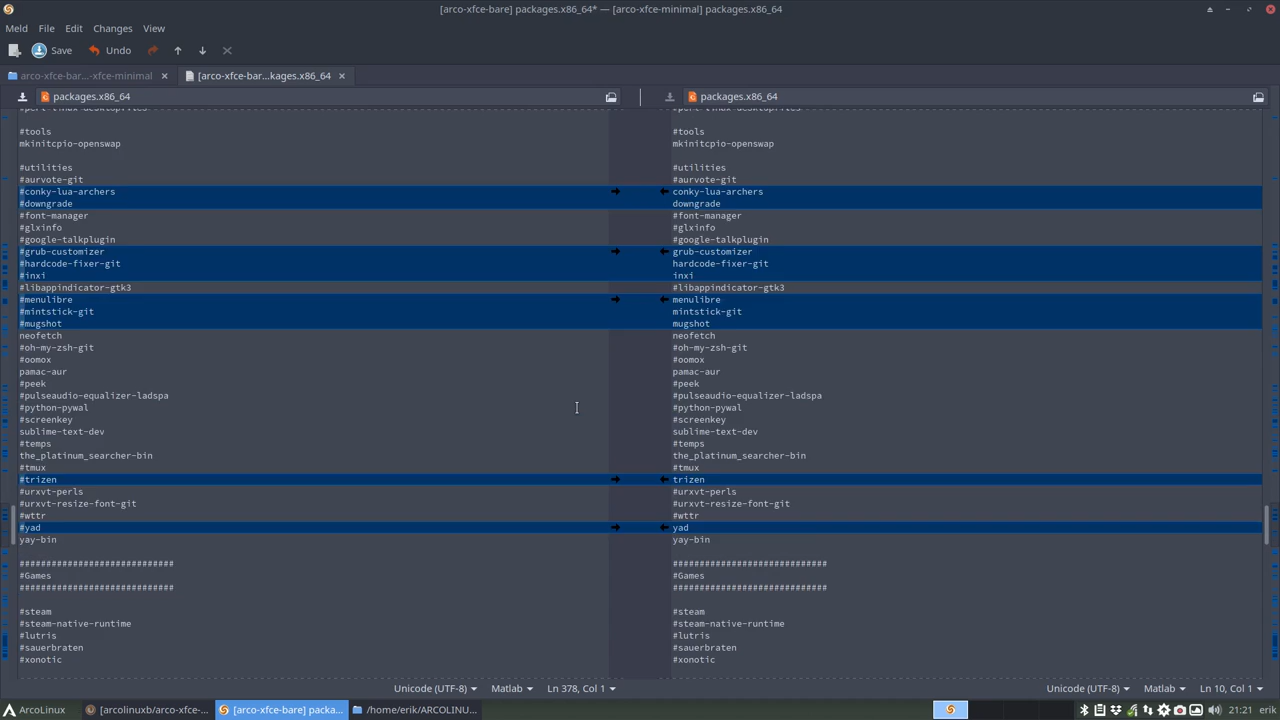 [arco-xfce-bare] packages.x86_64* — [arco-xfce-minimal] packages.x86_64
Meld File Edit Changes View
Save Undo
arco-xfce-bar...-xfce-minimal [arco-xfce-bar...kages.x86_64
packages.x86_64
#tools
mkinitcpio-openswap
#utilities
#aurvote-git
#conky-lua-archers
#downgrade
#font-manager
#glxinfo
#google-talkplugin
#grub-customizer
#hardcode-fixer-git
#inxi
#libappindicator-gtk3
#menulibre
#mintstick-git
#mugshot
neofetch
#oh-my-zsh-git
#oomox
pamac-aur
#peek
#pulseaudio-equalizer-ladspa
#python-pywal
#screenkey
sublime-text-dev
#temps
the_platinum_searcher-bin
#tmux
#trizen
#urxvt-perls
#urxvt-resize-font-git
#wttr
#yad
yay-bin
#############################
#Games
#############################
#steam
#steam-native-runtime
#lutris
#sauerbraten
#xonotic
Unicode (UTF-8) Matlab Ln 378, Col 1
packages.x86_64
#tools
mkinitcpio-openswap
#utilities
#aurvote-git
conky-lua-archers
downgrade
#font-manager
#glxinfo
#google-talkplugin
grub-customizer
hardcode-fixer-git
inxi
#libappindicator-gtk3
menulibre
mintstick-git
mugshot
neofetch
#oh-my-zsh-git
#oomox
pamac-aur
#peek
#pulseaudio-equalizer-ladspa
#python-pywal
#screenkey
sublime-text-dev
#temps
the_platinum_searcher-bin
#tmux
trizen
#urxvt-perls
#urxvt-resize-font-git
#wttr
yad
yay-bin
#############################
#Games
#############################
#steam
#steam-native-runtime
#lutris
#sauerbraten
#xonotic
Unicode (UTF-8) Matlab Ln 10, Col 1
ArcoLinux [arcolinuxb/arco-xfce-... [arco-xfce-bare] packa... /home/erik/ARCOLINU... 21:21 erik